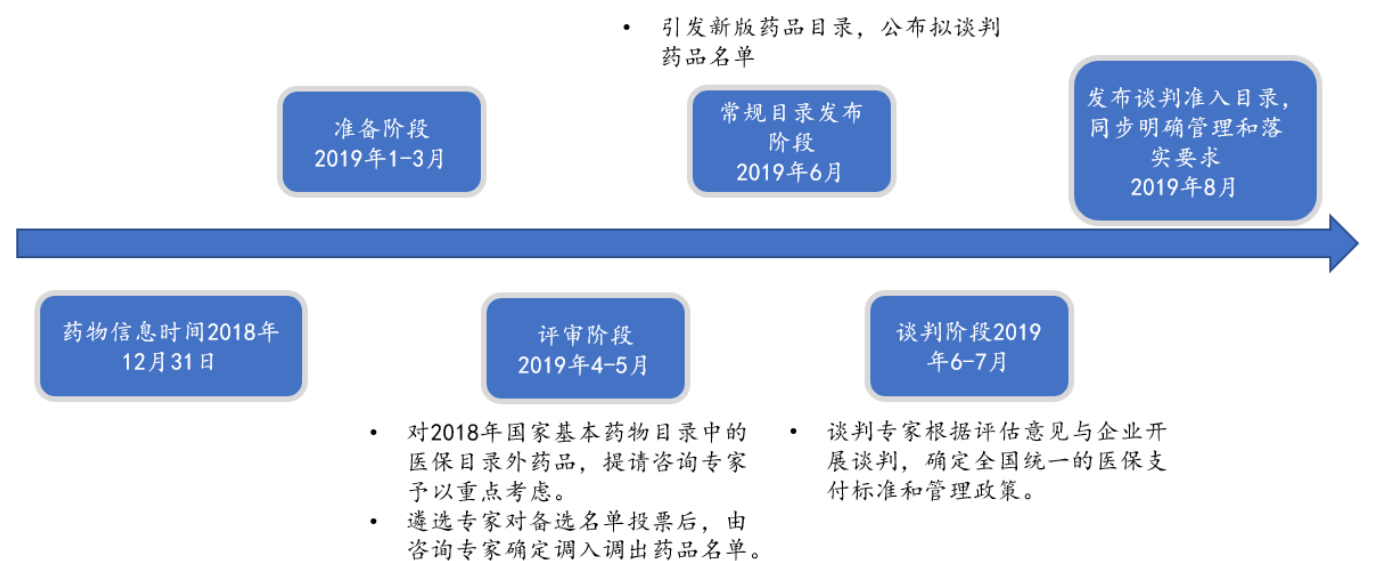 • 引发新版药品目录，公布拟谈判
药品名单
准备阶段
2019年1-3月
常规目录发布
阶段
2019年6月
发布谈判准入目录，
同步明确管理和落
实要求
2019年8月
药物信息时间2018年
12月31日
评审阶段
2019年4-5月
谈判阶段2019
年6-7月
• 对2018年国家基本药物目录中的
医保目录外药品，提请咨询专家
予以重点考虑。
• 遴选专家对备选名单投票后，由
咨询专家确定调入调出药品名单。
• 谈判专家根据评估意见与企业开
展谈判，确定全国统一的医保支
付标准和管理政策。